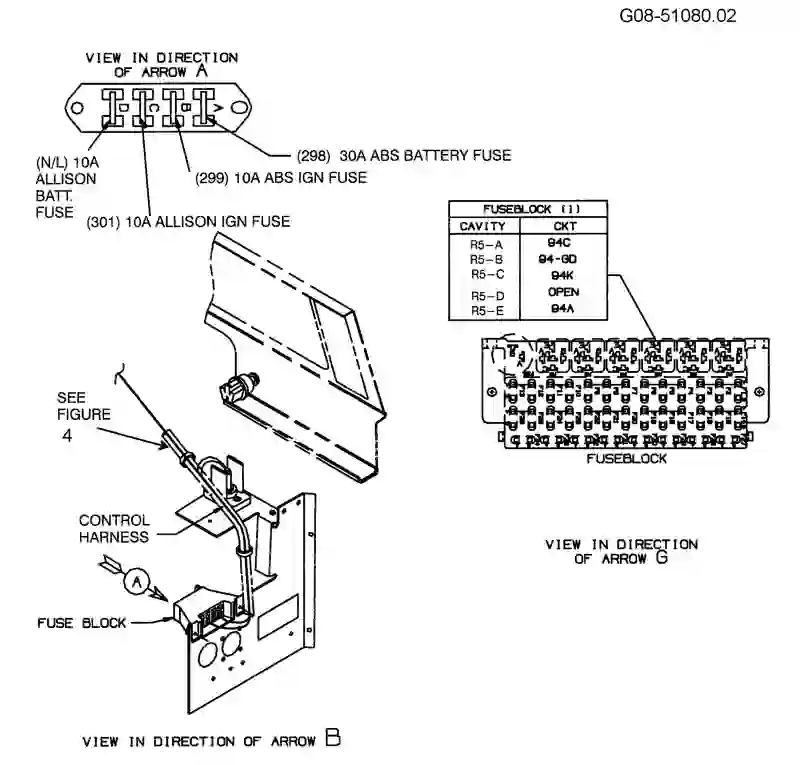 G08-51080.02
VIEW IN DIRECTION
OF ARROW A
D C B A
(298) 30A ABS BATTERY FUSE
(299) 10A ABS IGN FUSE
(N/L) 10A
ALLISON
BATT.
FUSE
(301) 10A ALLISON IGN FUSE
FUSEBLOCK (1)
CAVITY CKT
R5-A 94C
R5-B 94-GD
R5-C 94K
R5-D OPEN
R5-E 94A
SEE
FIGURE
4
FUSEBLOCK
CONTROL
HARNESS
VIEW IN DIRECTION
OF ARROW G
A
FUSE BLOCK
VIEW IN DIRECTION OF ARROW B